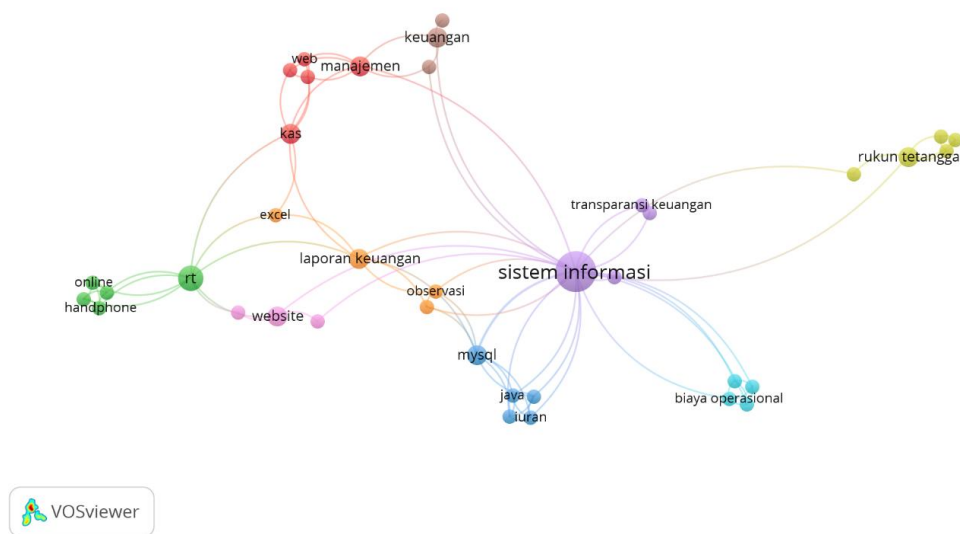 keuangan
web
manajemen
kas
rukun tetangga
transparansi keuangan
excel
laporan keuangan
sistem informasi
rt
online
observasi
handphone
website
mysql
java
biaya operasional
iuran
VOSviewer